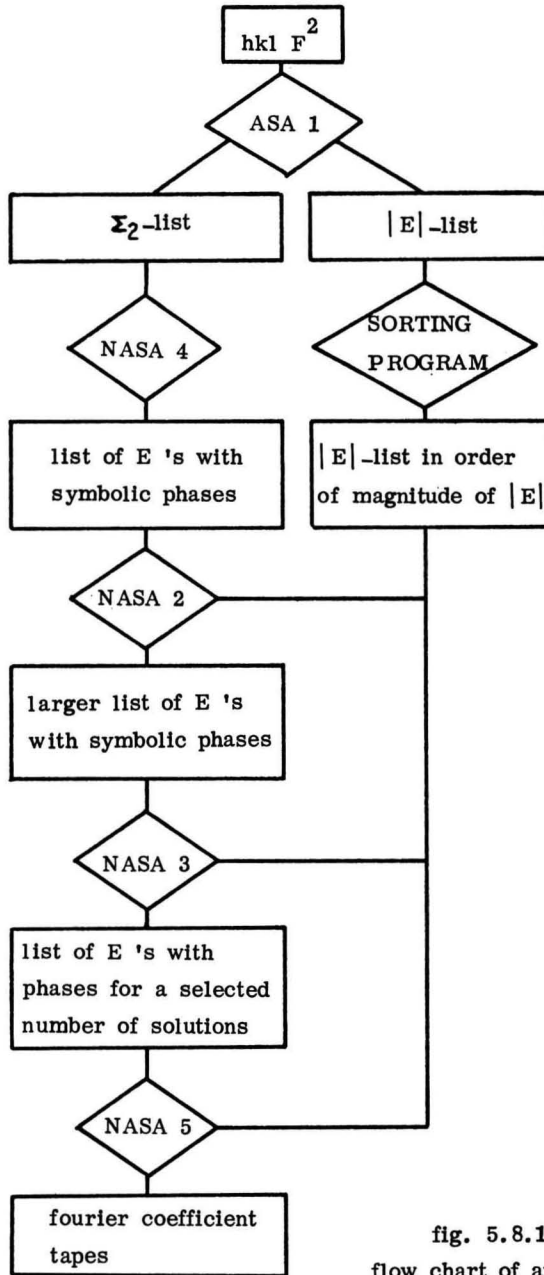 hkl F²
ASA 1
Σ₂-list
|E|-list
NASA 4
SORTING
PROGRAM
list of E 's with
symbolic phases
|E|-list in order
of magnitude of |E|
NASA 2
larger list of E 's
with symbolic phases
NASA 3
list of E 's with
phases for a selected
number of solutions
NASA 5
fourier coefficient
tapes
fig. 5.8.1
flow chart of